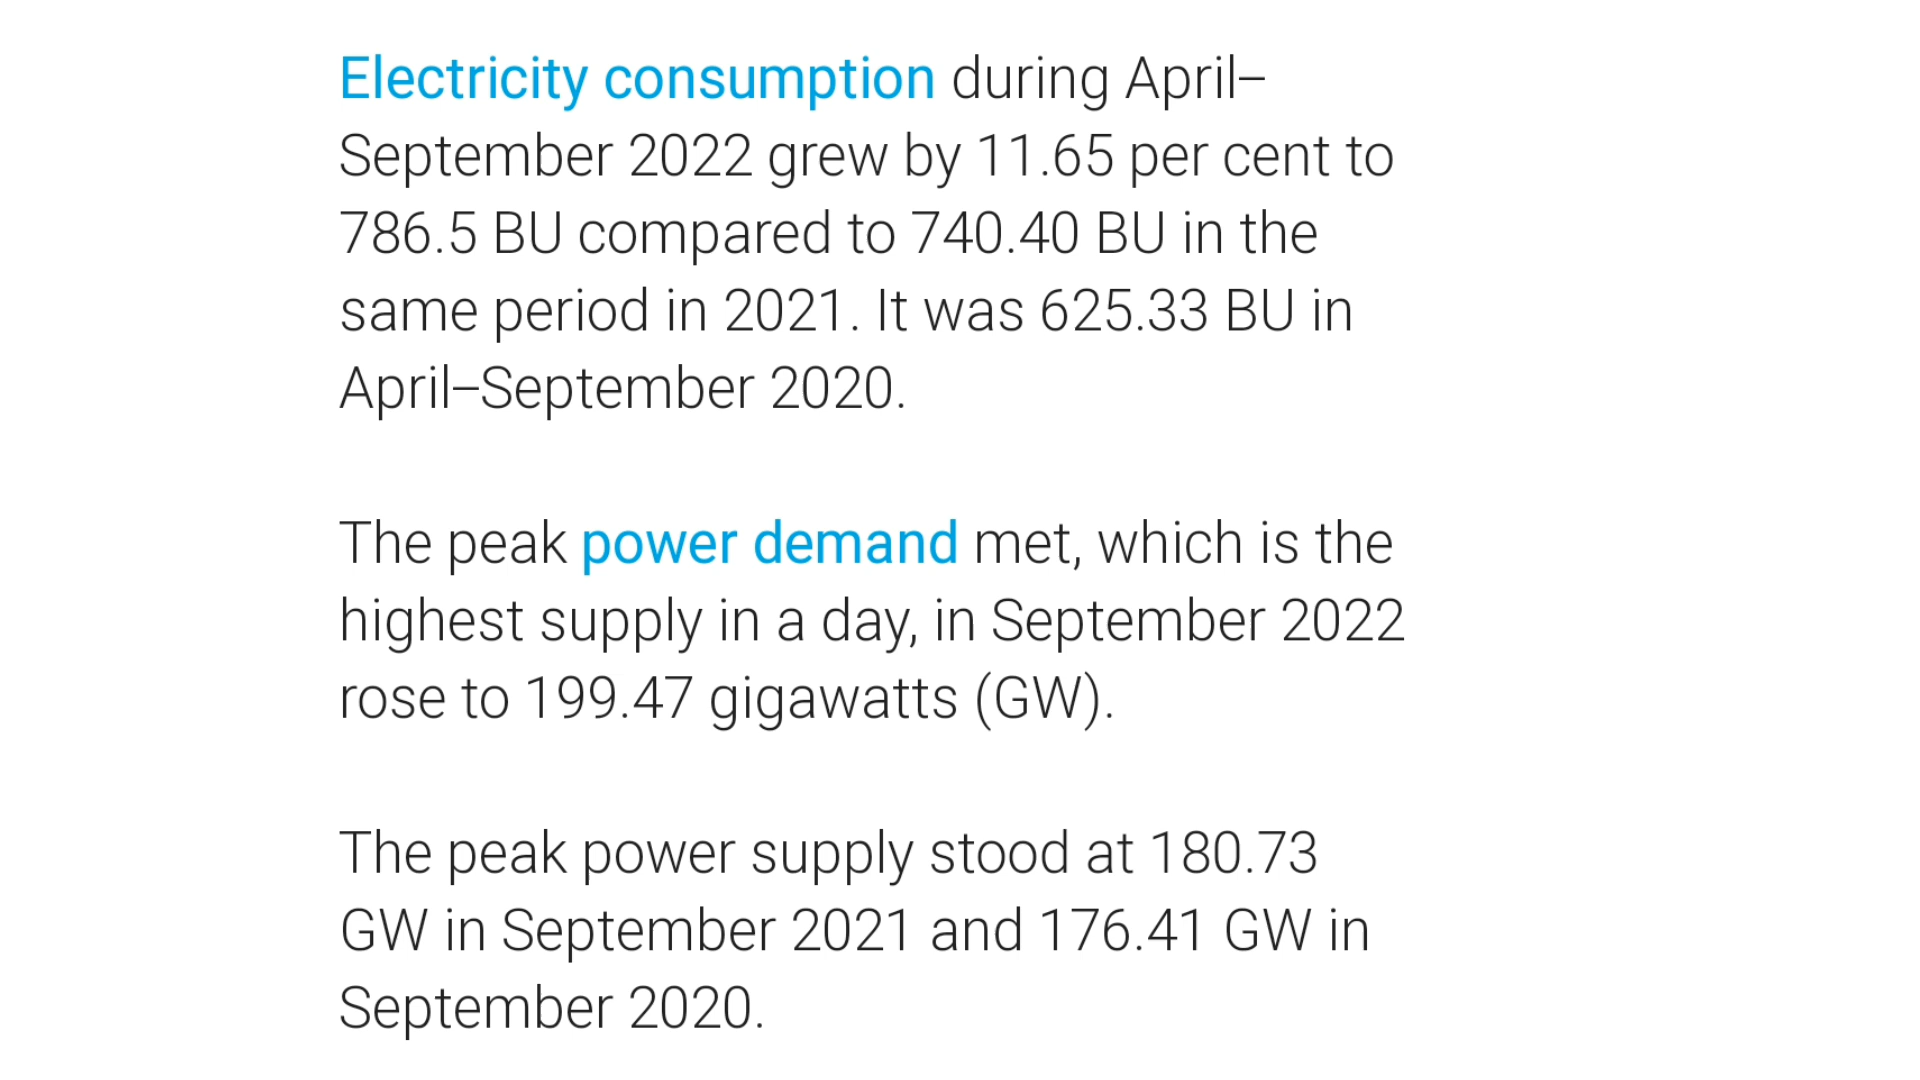 Electricity consumption during April–
September 2022 grew by 11.65 per cent to
786.5 BU compared to 740.40 BU in the
same period in 2021. It was 625.33 BU in
April–September 2020.
The peak power demand met, which is the
highest supply in a day, in September 2022
rose to 199.47 gigawatts (GW).
The peak power supply stood at 180.73
GW in September 2021 and 176.41 GW in
September 2020.